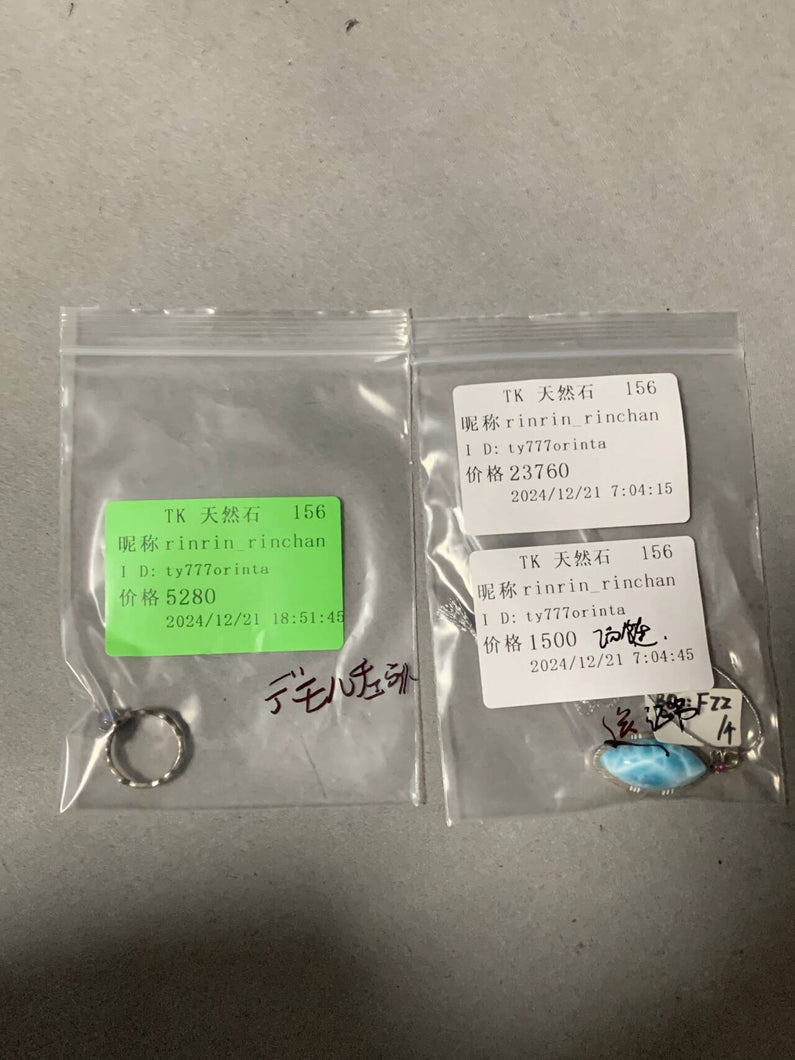 TK 天然石 156
昵称 rinrin_rinchan
I D: ty777orinta
价格 5280
2024/12/21 18:51:45
TK 天然石 156
昵称 rinrin_rinchan
I D: ty777orinta
价格 23760
2024/12/21 7:04:15
TK 天然石 156
昵称 rinrin_rinchan
I D: ty777orinta
价格 1500
2024/12/21 7:04:45
F22
送